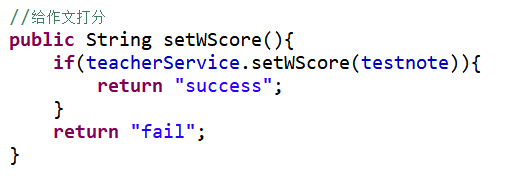 //给作文打分
public String setWScore(){
    if(teacherService.setWScore(testnote)){
        return "success";
    }
    return "fail";
}